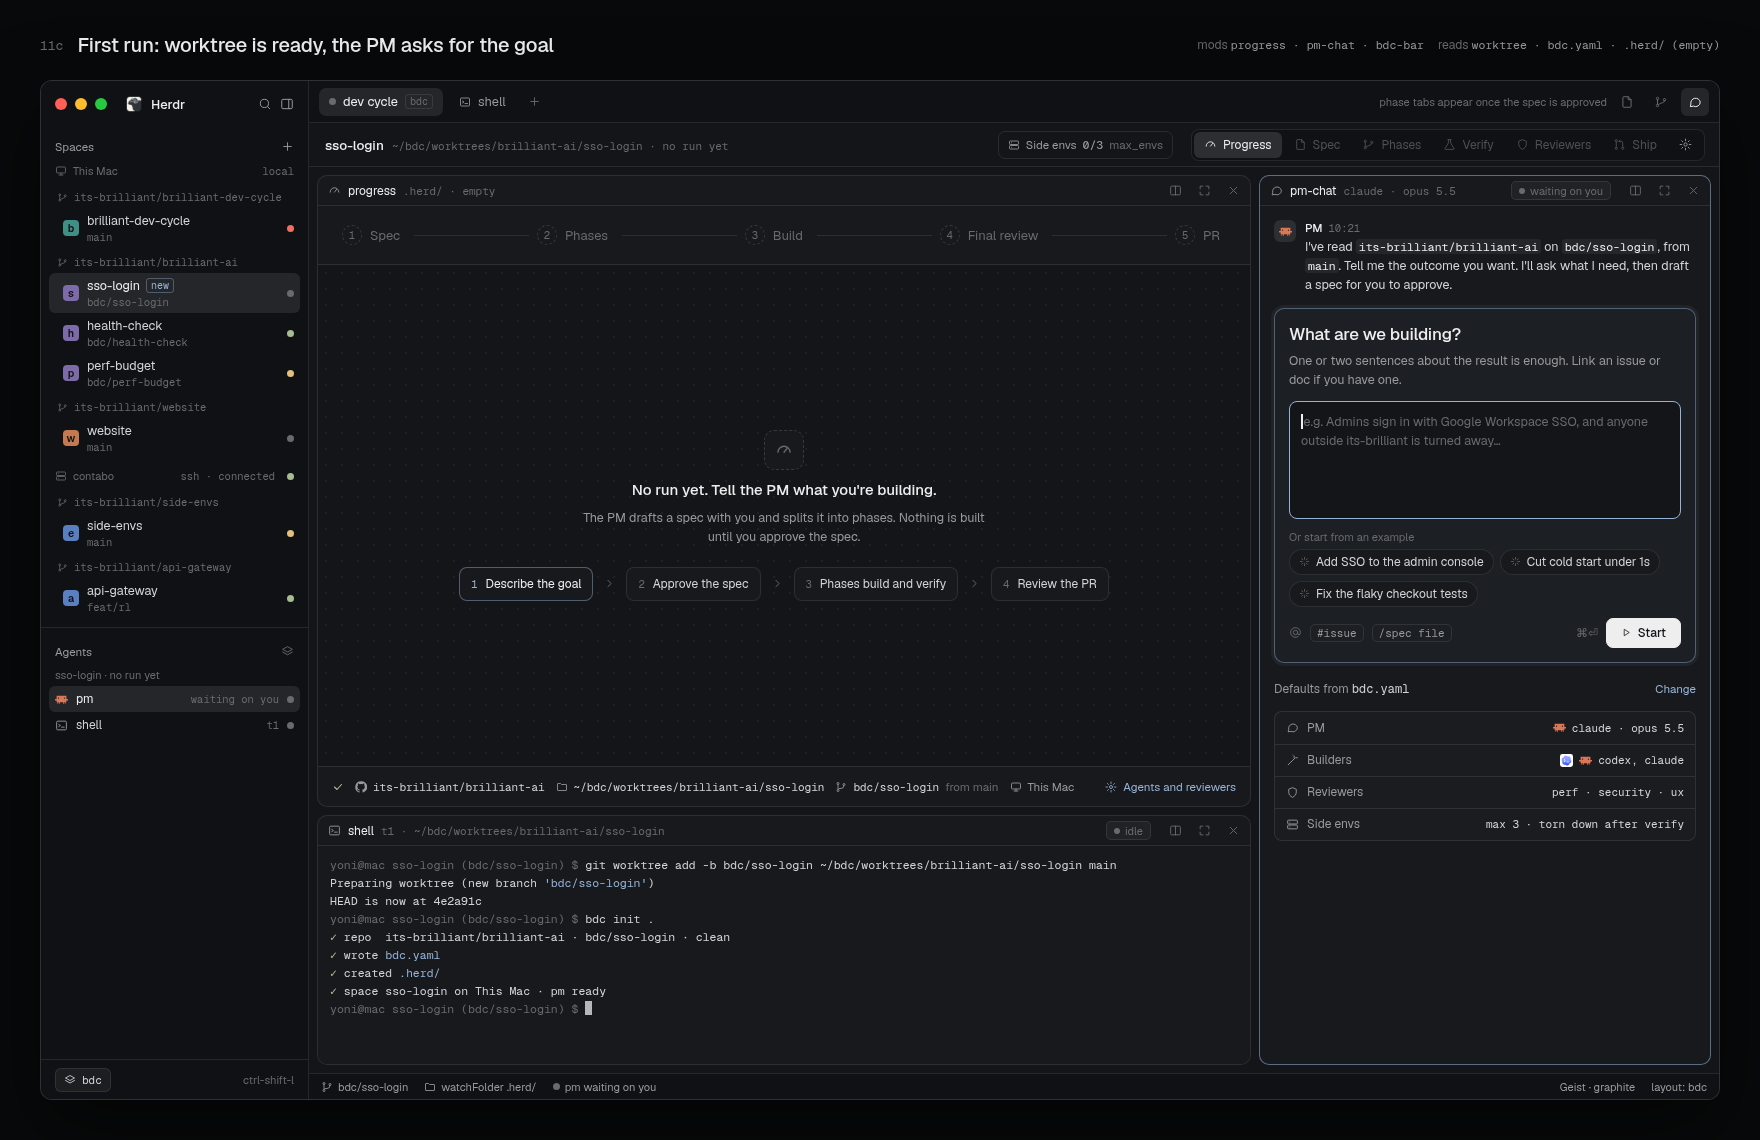 11c First run: worktree is ready, the PM asks for the goal
mods progress · pm-chat · bdc-bar reads worktree · bdc.yaml · .herd/ (empty)
Herdr
Spaces
This Mac local
its-brilliant/brilliant-dev-cycle
b brilliant-dev-cycle
main
its-brilliant/brilliant-ai
s sso-login new
bdc/sso-login
h health-check
bdc/health-check
p perf-budget
bdc/perf-budget
its-brilliant/website
w website
main
contabo ssh · connected
its-brilliant/side-envs
e side-envs
main
its-brilliant/api-gateway
a api-gateway
feat/rl
Agents
sso-login · no run yet
pm waiting on you
shell t1
bdc ctrl-shift-l
dev cycle bdc shell
phase tabs appear once the spec is approved
sso-login ~/bdc/worktrees/brilliant-ai/sso-login · no run yet
Side envs 0/3 max_envs
Progress Spec Phases Verify Reviewers Ship
progress .herd/ · empty
1 Spec 2 Phases 3 Build 4 Final review 5 PR
No run yet. Tell the PM what you're building.
The PM drafts a spec with you and splits it into phases. Nothing is built
until you approve the spec.
1 Describe the goal 2 Approve the spec 3 Phases build and verify 4 Review the PR
its-brilliant/brilliant-ai ~/bdc/worktrees/brilliant-ai/sso-login bdc/sso-login from main This Mac Agents and reviewers
shell t1 · ~/bdc/worktrees/brilliant-ai/sso-login idle
yoni@mac sso-login (bdc/sso-login) $ git worktree add -b bdc/sso-login ~/bdc/worktrees/brilliant-ai/sso-login main
Preparing worktree (new branch 'bdc/sso-login')
HEAD is now at 4e2a91c
yoni@mac sso-login (bdc/sso-login) $ bdc init .
✓ repo its-brilliant/brilliant-ai · bdc/sso-login · clean
✓ wrote bdc.yaml
✓ created .herd/
✓ space sso-login on This Mac · pm ready
yoni@mac sso-login (bdc/sso-login) $
pm-chat claude · opus 5.5 waiting on you
PM 10:21
I've read its-brilliant/brilliant-ai on bdc/sso-login, from
main. Tell me the outcome you want. I'll ask what I need, then draft
a spec for you to approve.
What are we building?
One or two sentences about the result is enough. Link an issue or
doc if you have one.
e.g. Admins sign in with Google Workspace SSO, and anyone
outside its-brilliant is turned away…
Or start from an example
Add SSO to the admin console Cut cold start under 1s
Fix the flaky checkout tests
#issue /spec file ⌘⏎ Start
Defaults from bdc.yaml Change
PM claude · opus 5.5
Builders codex, claude
Reviewers perf · security · ux
Side envs max 3 · torn down after verify
bdc/sso-login watchFolder .herd/ pm waiting on you
Geist · graphite layout: bdc